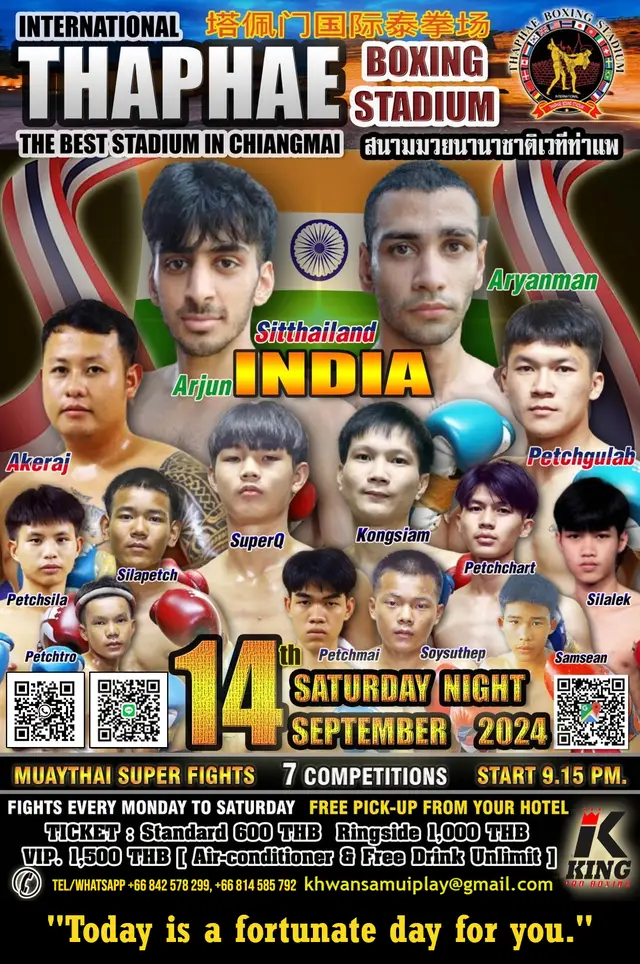 INTERNATIONAL
塔佩门国际泰拳场
THAPHAE
BOXING
STADIUM
THAPHAE BOXING STADIUM
INTERNATIONAL
THE BEST STADIUM IN CHIANGMAI
สนามมวยนานาชาติเวทีท่าแพ
Aryanman
Sitthailand
Arjun
INDIA
Akeraj
Petchgulab
SuperQ
Kongsiam
Petchsila
Silapetch
Petchchart
Silalek
Petchtro
Petchmai
Soysuthep
Samsean
14th
SATURDAY NIGHT
SEPTEMBER 2024
MUAYTHAI SUPER FIGHTS
7 COMPETITIONS
START 9.15 PM.
FIGHTS EVERY MONDAY TO SATURDAY FREE PICK-UP FROM YOUR HOTEL
TICKET : Standard 600 THB Ringside 1,000 THB
VIP. 1,500 THB [ Air-conditioner & Free Drink Unlimit ]
K
KING
PRO BOXING
TEL/WHATSAPP +66 842 578 299, +66 814 585 792 khwansamuiplay@gmail.com
"Today is a fortunate day for you."